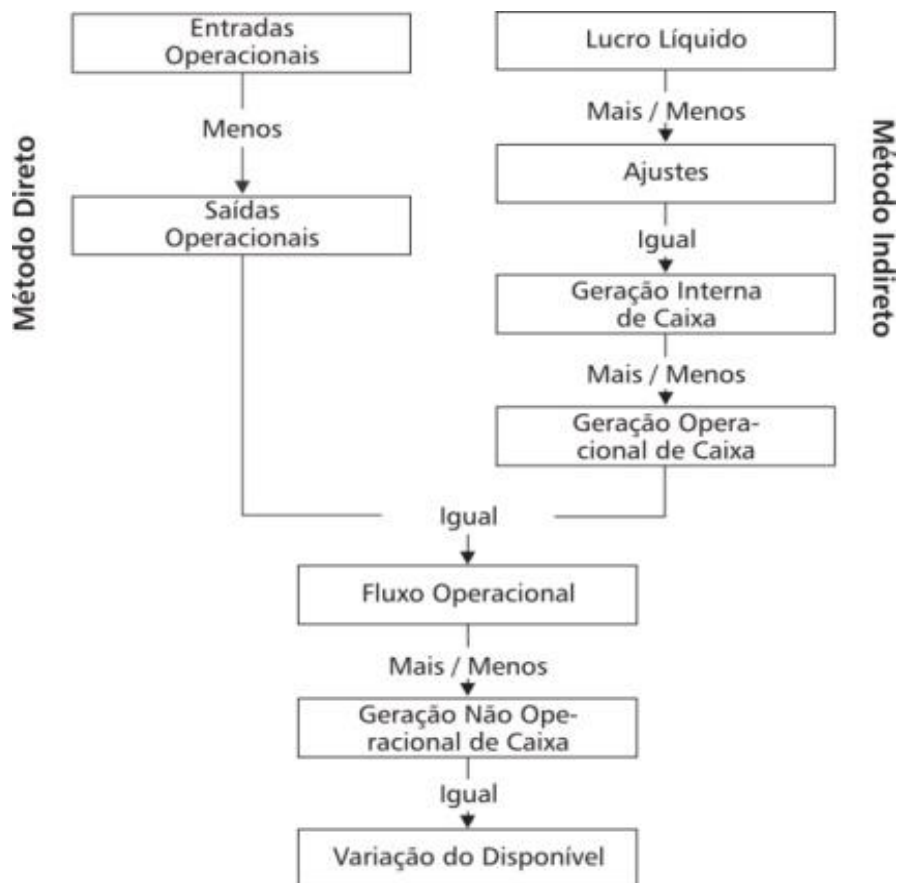 Método Direto
Entradas
Operacionais
Menos
Saídas
Operacionais
Lucro Líquido
Mais / Menos
Ajustes
Igual
Geração Interna
de Caixa
Mais / Menos
Geração Opera-
cional de Caixa
Método Indireto
Igual
Fluxo Operacional
Mais / Menos
Geração Não Ope-
racional de Caixa
Igual
Variação do Disponível